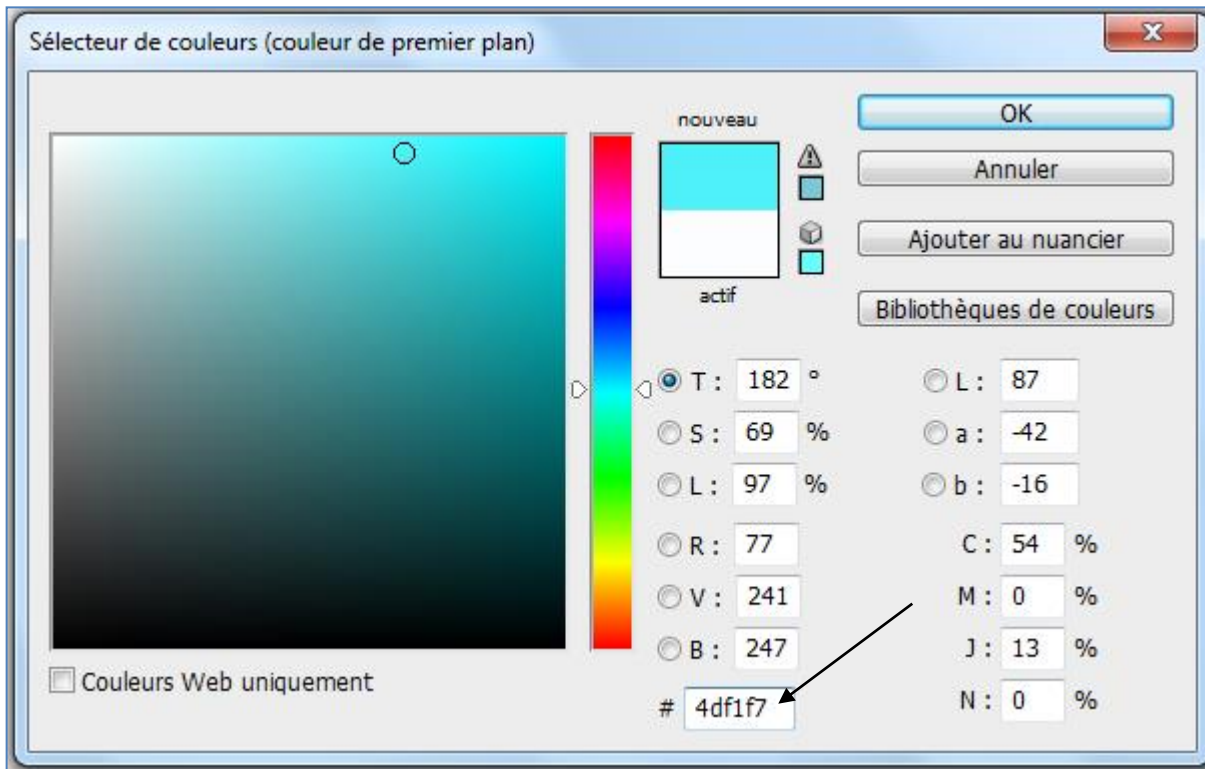 Sélecteur de couleurs (couleur de premier plan)
nouveau
actif
OK
Annuler
Ajouter au nuancier
Bibliothèques de couleurs
T : 182 °
S : 69 %
L : 97 %
R : 77
V : 241
B : 247
# 4df1f7
L : 87
a : -42
b : -16
C : 54 %
M : 0 %
J : 13 %
N : 0 %
Couleurs Web uniquement